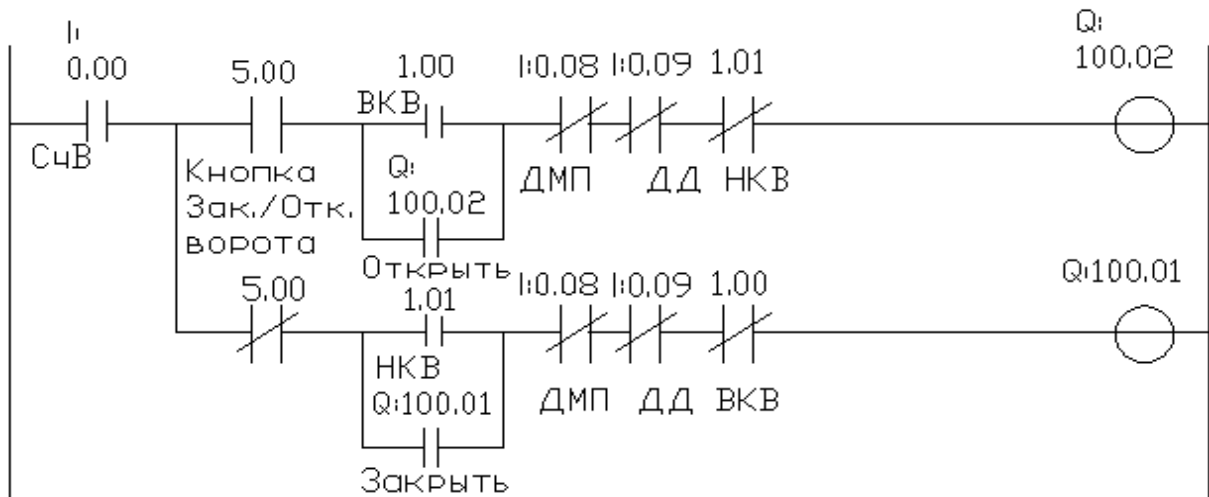 I:
0.00
СчВ
5.00
Кнопка
Зак./Отк.
ворота
1.00
ВКВ
Q:
100.02
Открыть
I:0.08 I:0.09 1.01
ДМП ДД НКВ
Q:
100.02
5.00
1.01
НКВ
Q:100.01
Закрыть
I:0.08 I:0.09 1.00
ДМП ДД ВКВ
Q:100.01